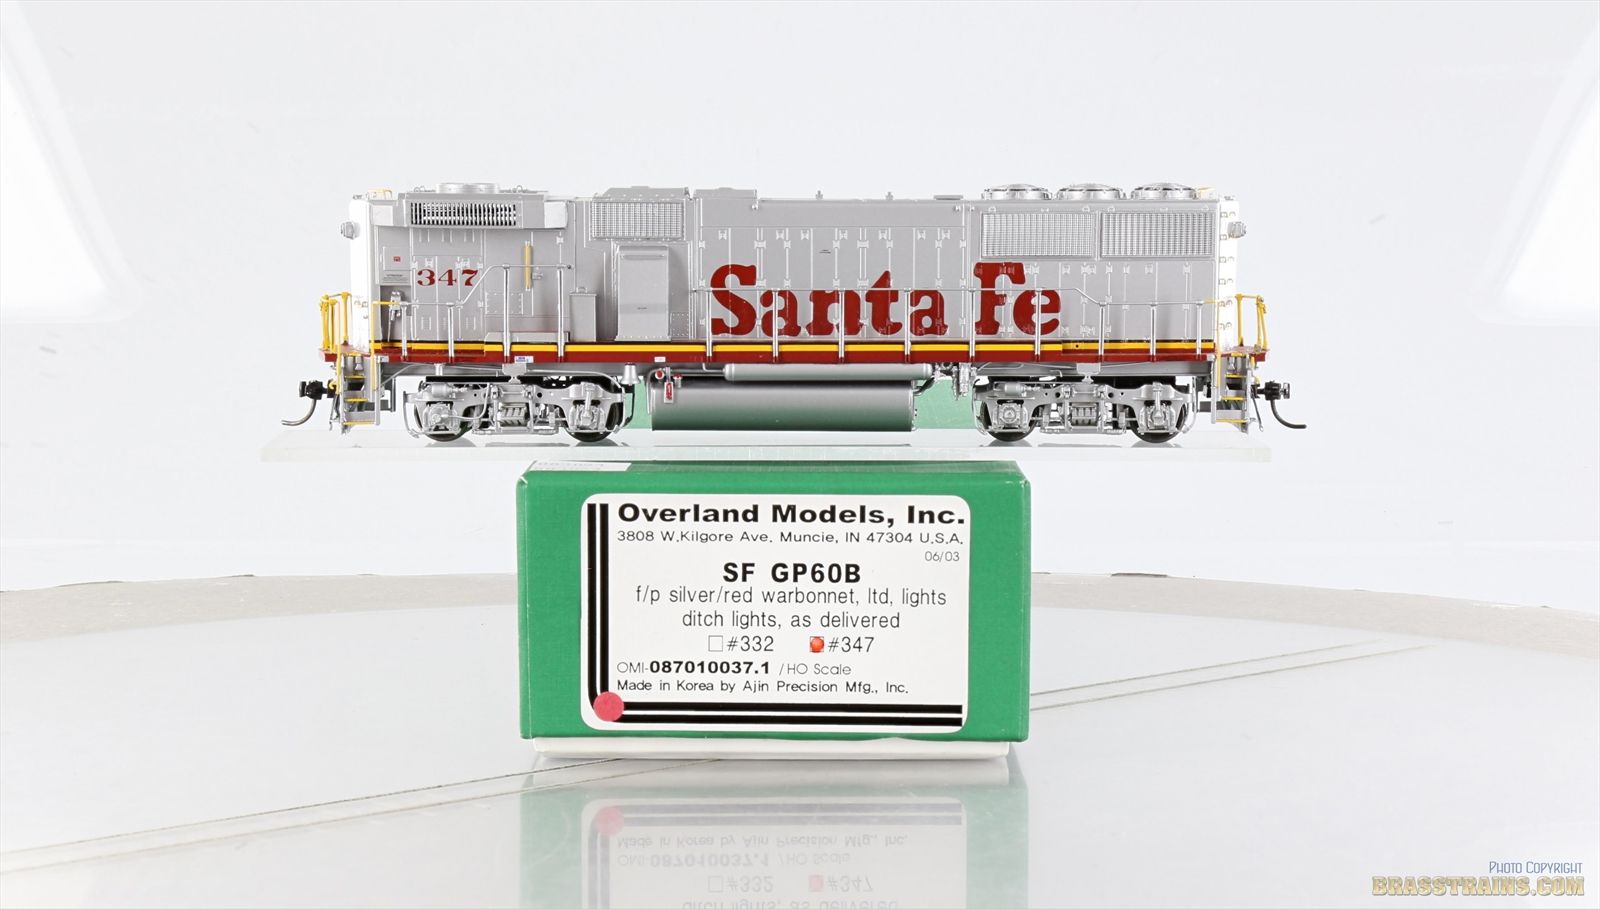 347
Santa Fe
Overland Models, Inc.
3808 W.Kilgore Ave. Muncie, IN 47304 U.S.A.
06/03
SF GP60B
f/p silver/red warbonnet, ltd, lights
ditch lights, as delivered
#332 #347
OMI-087010037.1 /HO Scale
Made in Korea by Ajin Precision Mfg., Inc.
Photo Copyright
BRASSTRAINS.COM